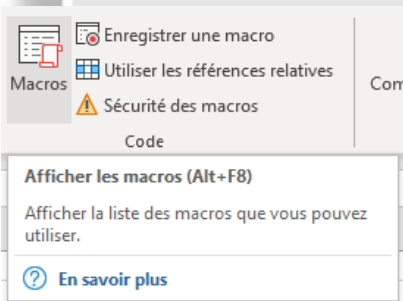 Enregistrer une macro
Utiliser les références relatives
Macros
Sécurité des macros
Com
Code
Afficher les macros (Alt+F8)
Afficher la liste des macros que vous pouvez
utiliser.
En savoir plus